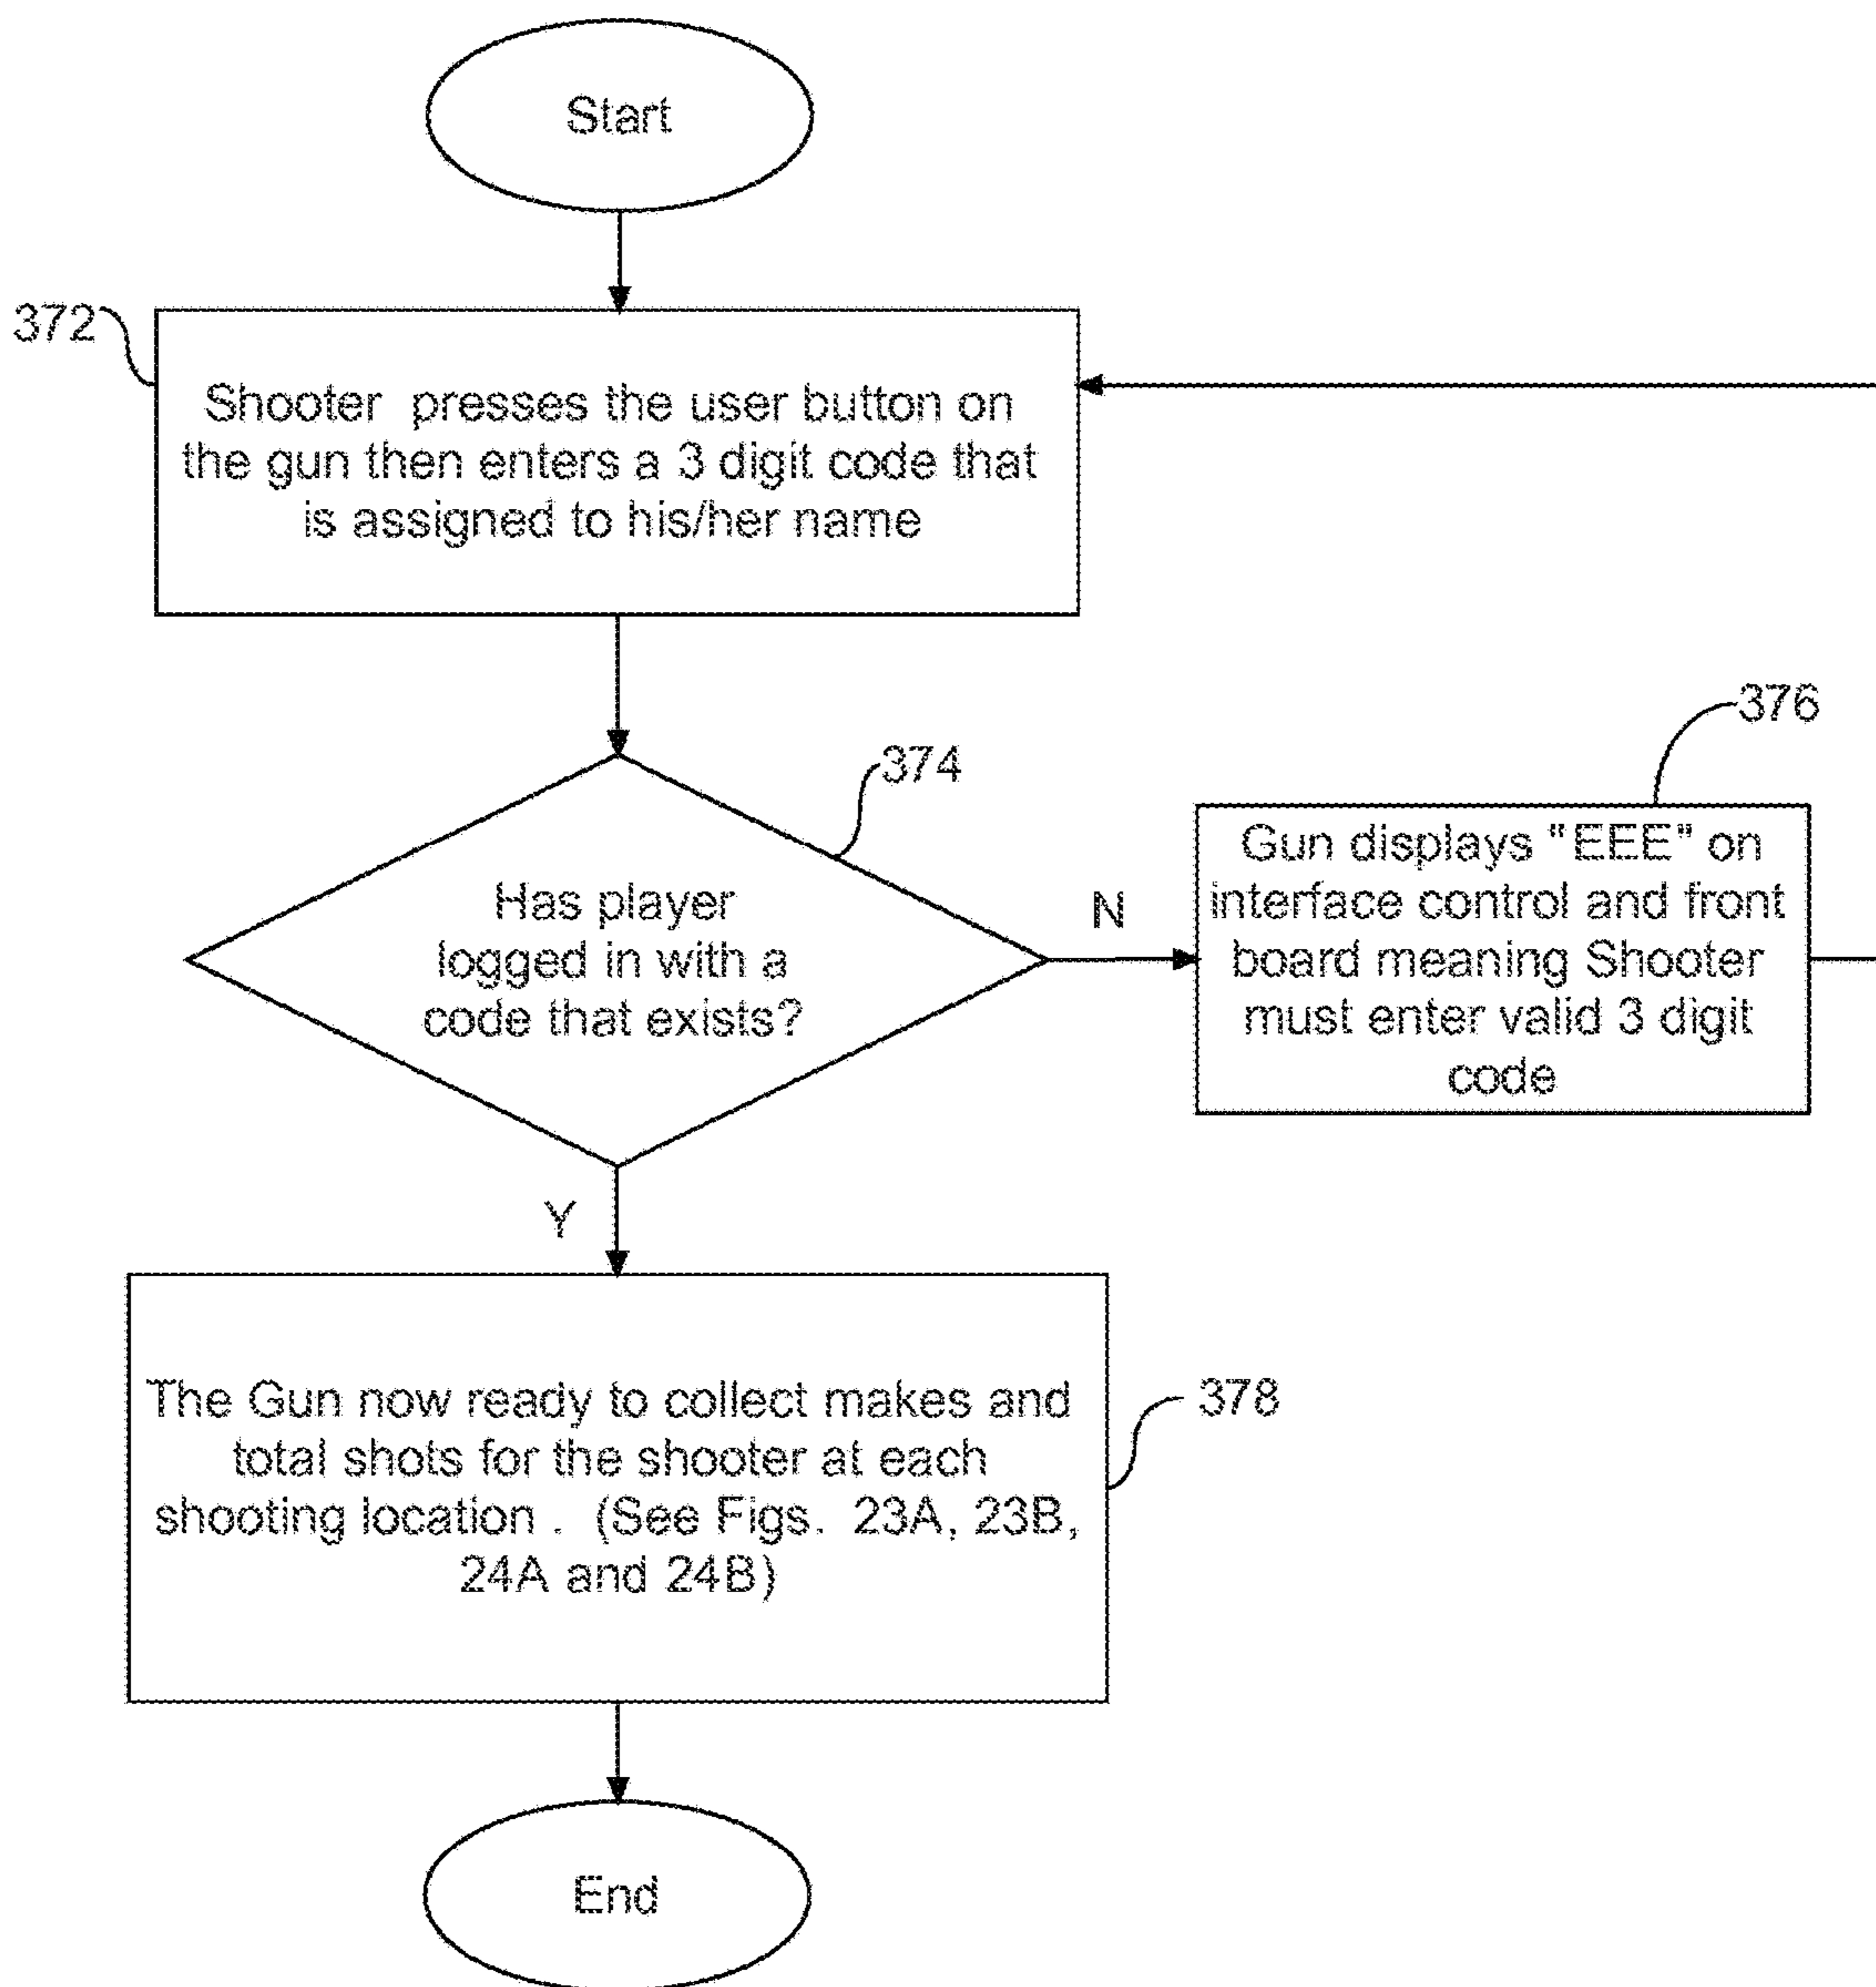 Start
372
Shooter presses the user button on
the gun then enters a 3 digit code that
is assigned to his/her name
374
Has player
logged in with a
code that exists?
N
376
Gun displays "EEE" on
interface control and front
board meaning Shooter
must enter valid 3 digit
code
Y
The Gun now ready to collect makes and
total shots for the shooter at each
shooting location . (See Figs. 23A, 23B,
24A and 24B)
378
End